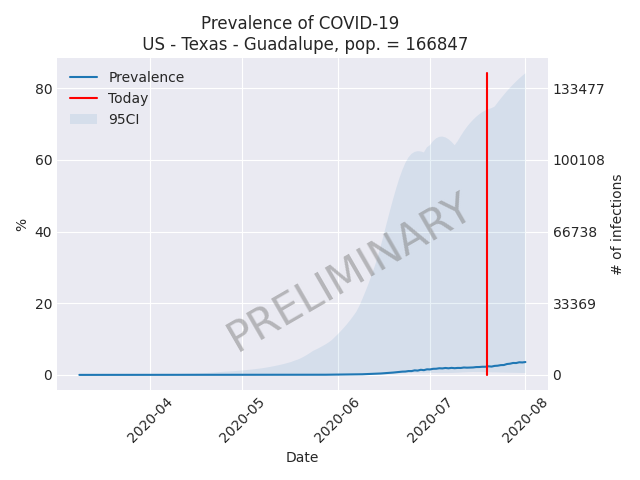 Prevalence of COVID-19
US - Texas - Guadalupe, pop. = 166847
Prevalence
Today
95CI
80
60
40
20
0
%
133477
100108
66738
33369
0
# of infections
PRELIMINARY
2020-04
2020-05
2020-06
2020-07
2020-08
Date